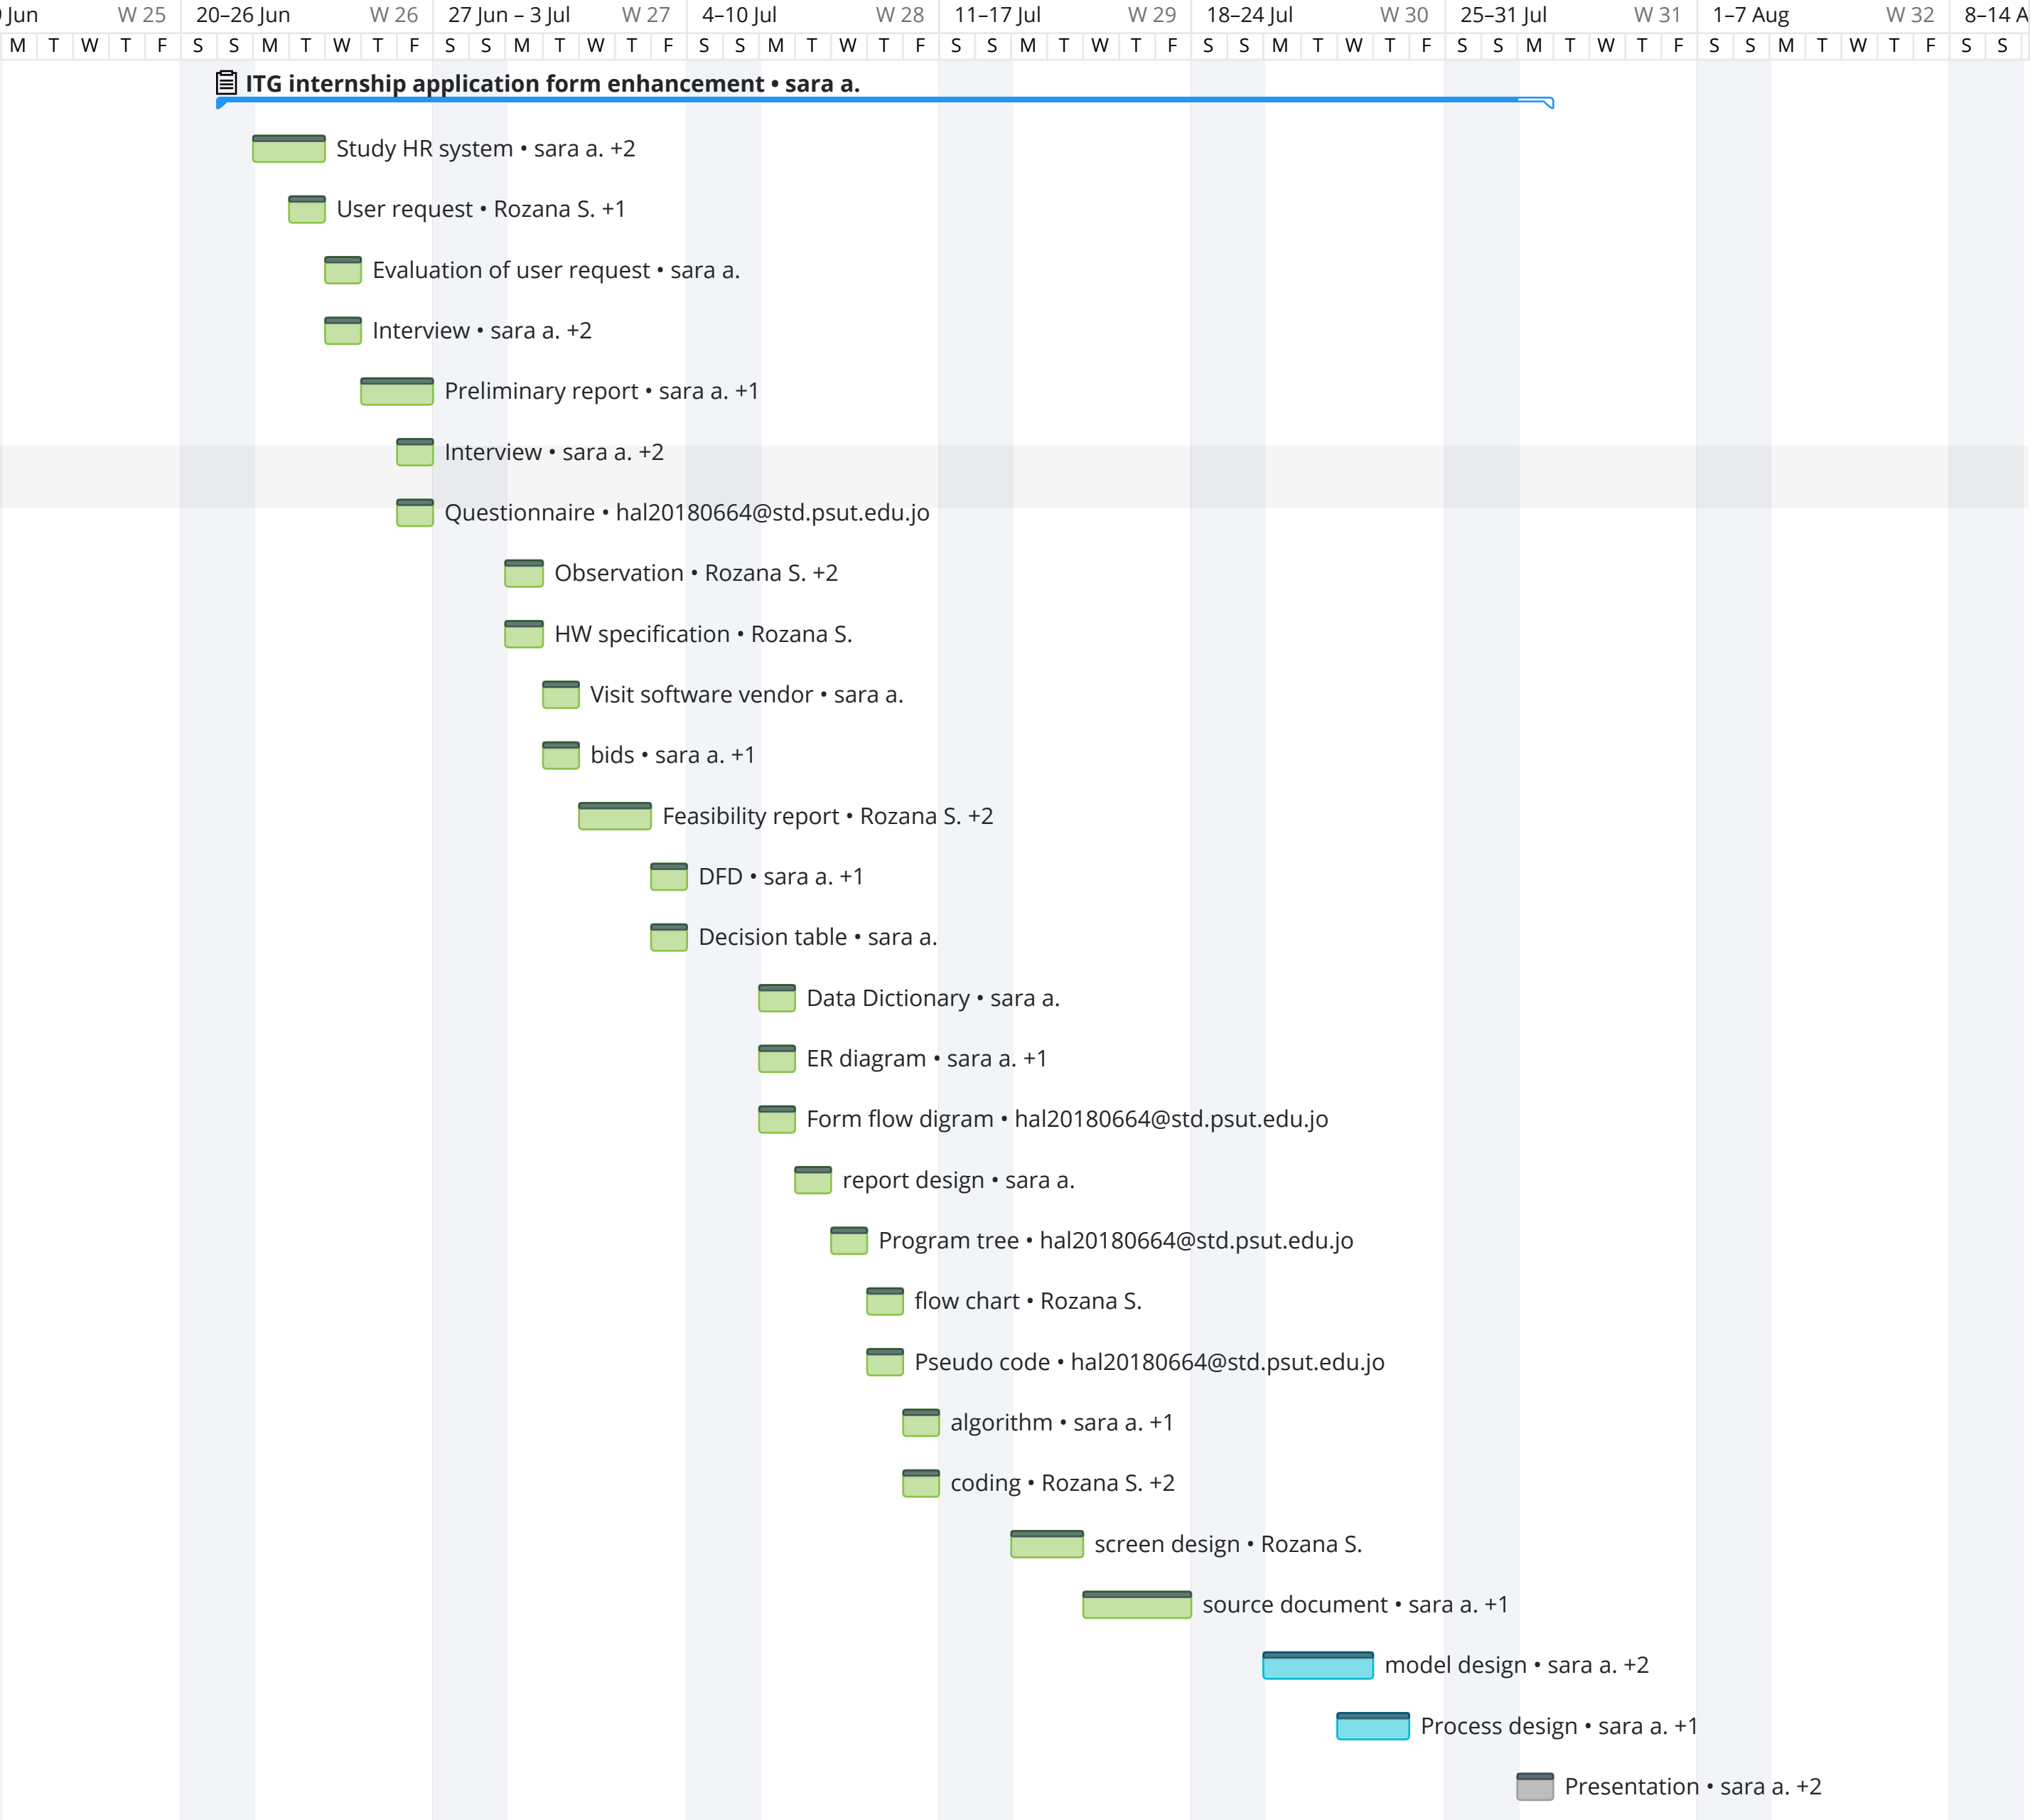 Jun W 25 20–26 Jun W 26 27 Jun – 3 Jul W 27 4–10 Jul W 28 11–17 Jul W 29 18–24 Jul W 30 25–31 Jul W 31 1–7 Aug W 32 8–14 A
M T W T F S S M T W T F S S M T W T F S S M T W T F S S M T W T F S S M T W T F S S M T W T F S S M T W T F S S
ITG internship application form enhancement • sara a.
Study HR system • sara a. +2
User request • Rozana S. +1
Evaluation of user request • sara a.
Interview • sara a. +2
Preliminary report • sara a. +1
Interview • sara a. +2
Questionnaire • hal20180664@std.psut.edu.jo
Observation • Rozana S. +2
HW specification • Rozana S.
Visit software vendor • sara a.
bids • sara a. +1
Feasibility report • Rozana S. +2
DFD • sara a. +1
Decision table • sara a.
Data Dictionary • sara a.
ER diagram • sara a. +1
Form flow digram • hal20180664@std.psut.edu.jo
report design • sara a.
Program tree • hal20180664@std.psut.edu.jo
flow chart • Rozana S.
Pseudo code • hal20180664@std.psut.edu.jo
algorithm • sara a. +1
coding • Rozana S. +2
screen design • Rozana S.
source document • sara a. +1
model design • sara a. +2
Process design • sara a. +1
Presentation • sara a. +2